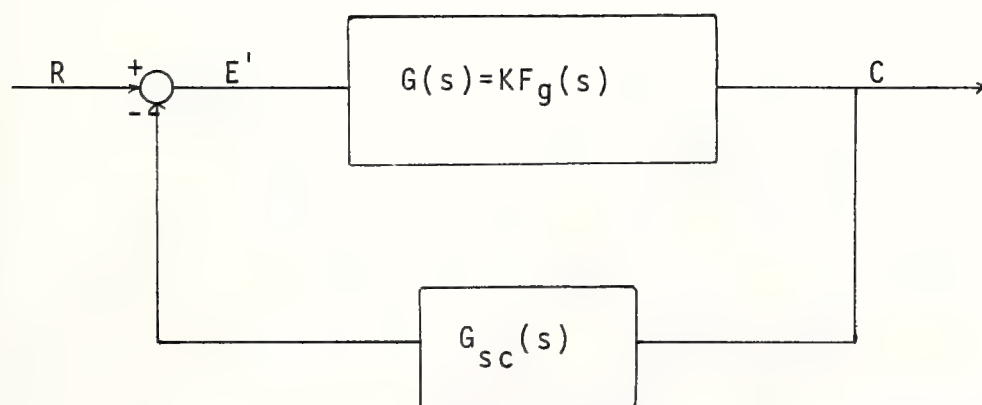 R
+
E'
G(s)=KF_g(s)
C
--
G_sc(s)